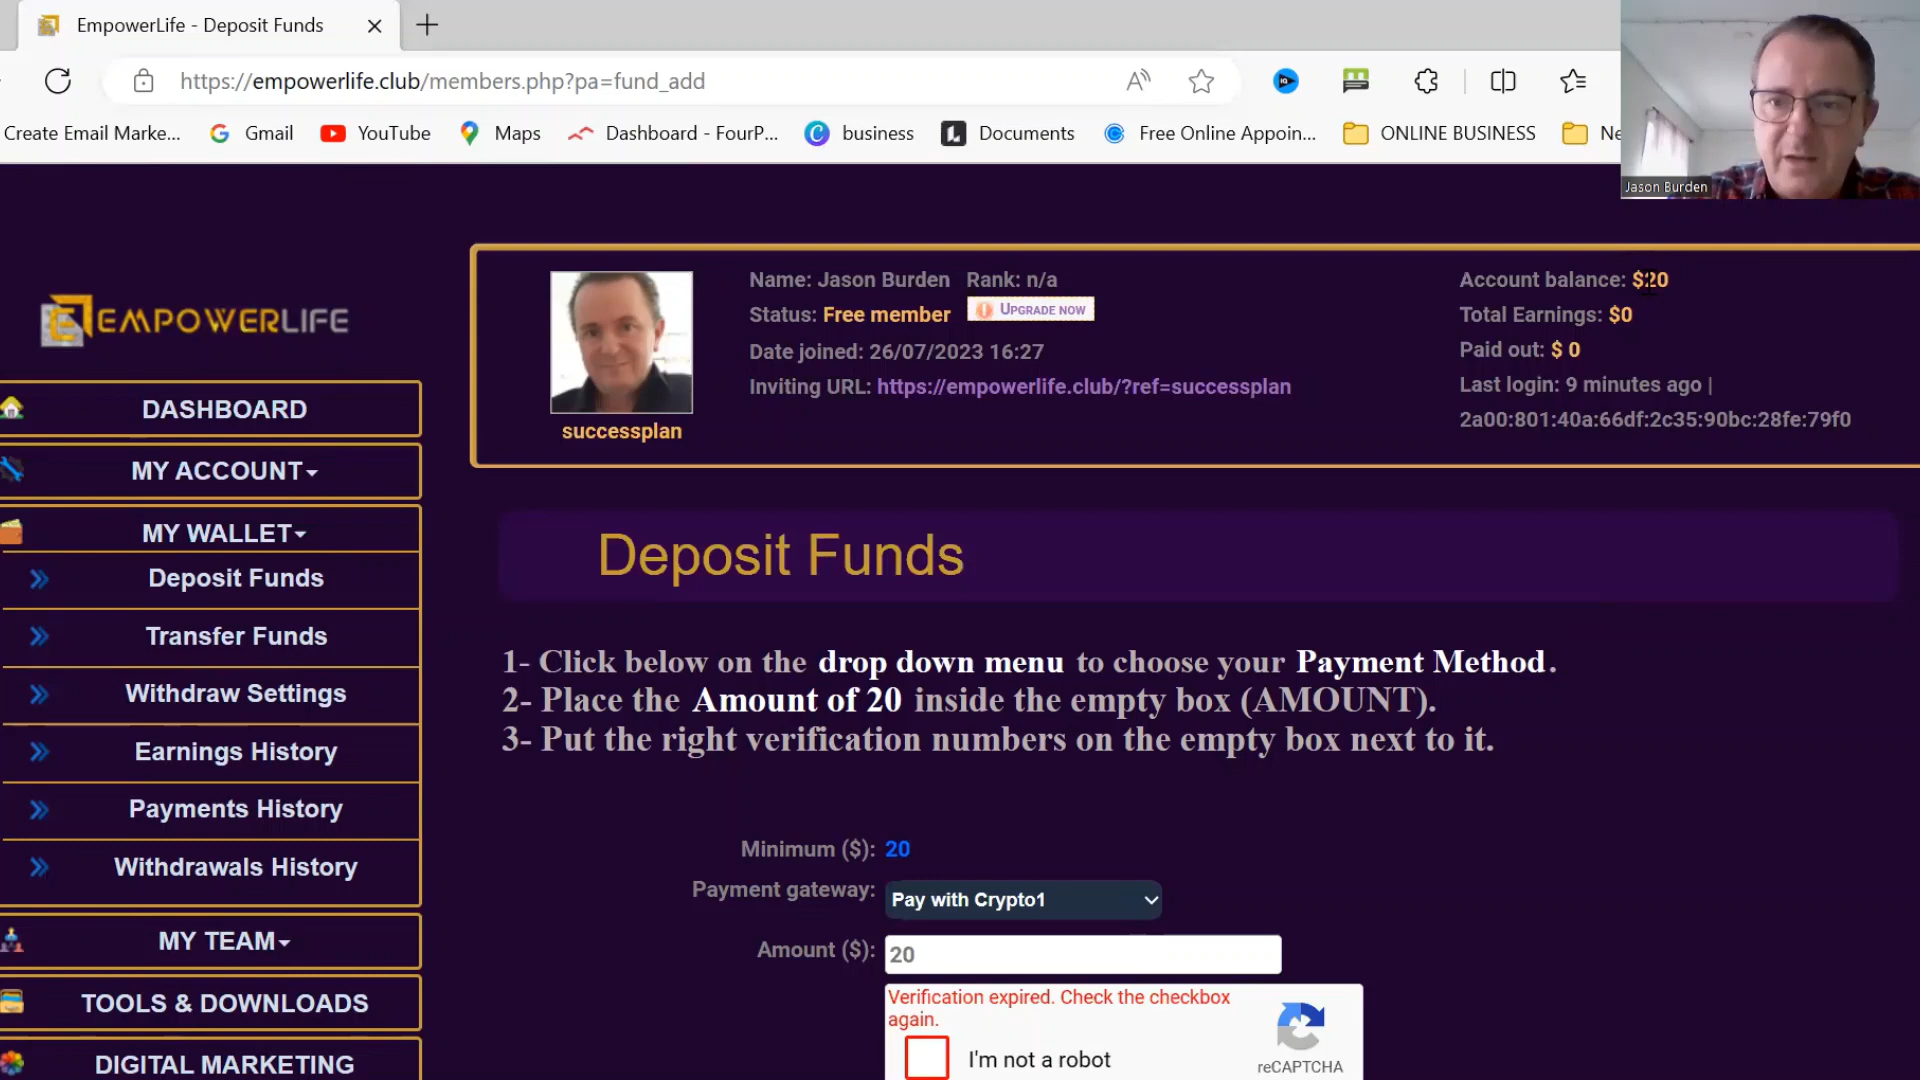 EmpowerLife - Deposit Funds
https://empowerlife.club/members.php?pa=fund_add
Create Email Marke...
Gmail
YouTube
Maps
Dashboard - FourP...
business
Documents
Free Online Appoin...
ONLINE BUSINESS
Ne
Jason Burden
EMPOWERLIFE
DASHBOARD
MY ACCOUNT
MY WALLET
Deposit Funds
Transfer Funds
Withdraw Settings
Earnings History
Payments History
Withdrawals History
MY TEAM
TOOLS & DOWNLOADS
DIGITAL MARKETING
successplan
Name: Jason Burden Rank: n/a
Status: Free member UPGRADE NOW
Date joined: 26/07/2023 16:27
Inviting URL: https://empowerlife.club/?ref=successplan
Account balance: $20
Total Earnings: $0
Paid out: $ 0
Last login: 9 minutes ago |
2a00:801:40a:66df:2c35:90bc:28fe:79f0
Deposit Funds
1- Click below on the drop down menu to choose your Payment Method.
2- Place the Amount of 20 inside the empty box (AMOUNT).
3- Put the right verification numbers on the empty box next to it.
Minimum ($): 20
Payment gateway: Pay with Crypto1
Amount ($): 20
Verification expired. Check the checkbox
again.
I'm not a robot
reCAPTCHA